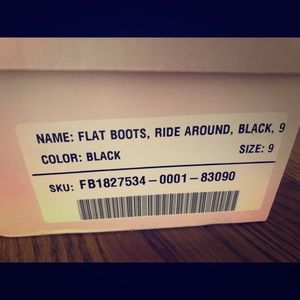 NAME: FLAT BOOTS, RIDE AROUND, BLACK, 9
COLOR: BLACK SIZE: 9
SKU: FB1827534-0001-83090